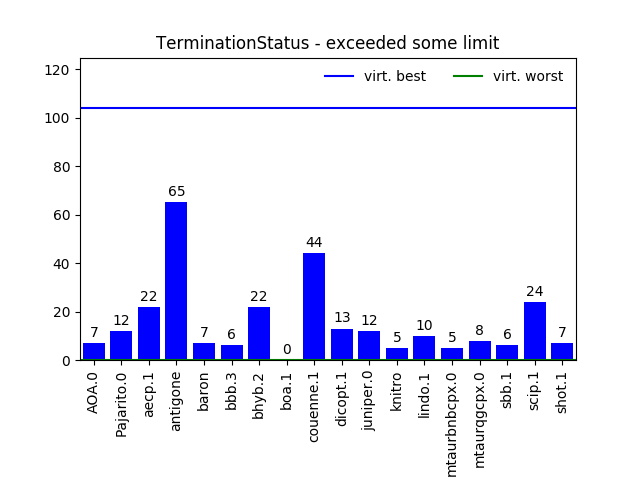 TerminationStatus - exceeded some limit
virt. best
virt. worst
120
100
80
60
40
20
0
7
12
22
65
7
6
22
0
44
13
12
5
10
5
8
6
24
7
AOA.0
Pajarito.0
aecp.1
antigone
baron
bbb.3
bhyb.2
boa.1
couenne.1
dicopt.1
juniper.0
knitro
lindo.1
mtaurbnbcpx.0
mtaurqgcpx.0
sbb.1
scip.1
shot.1